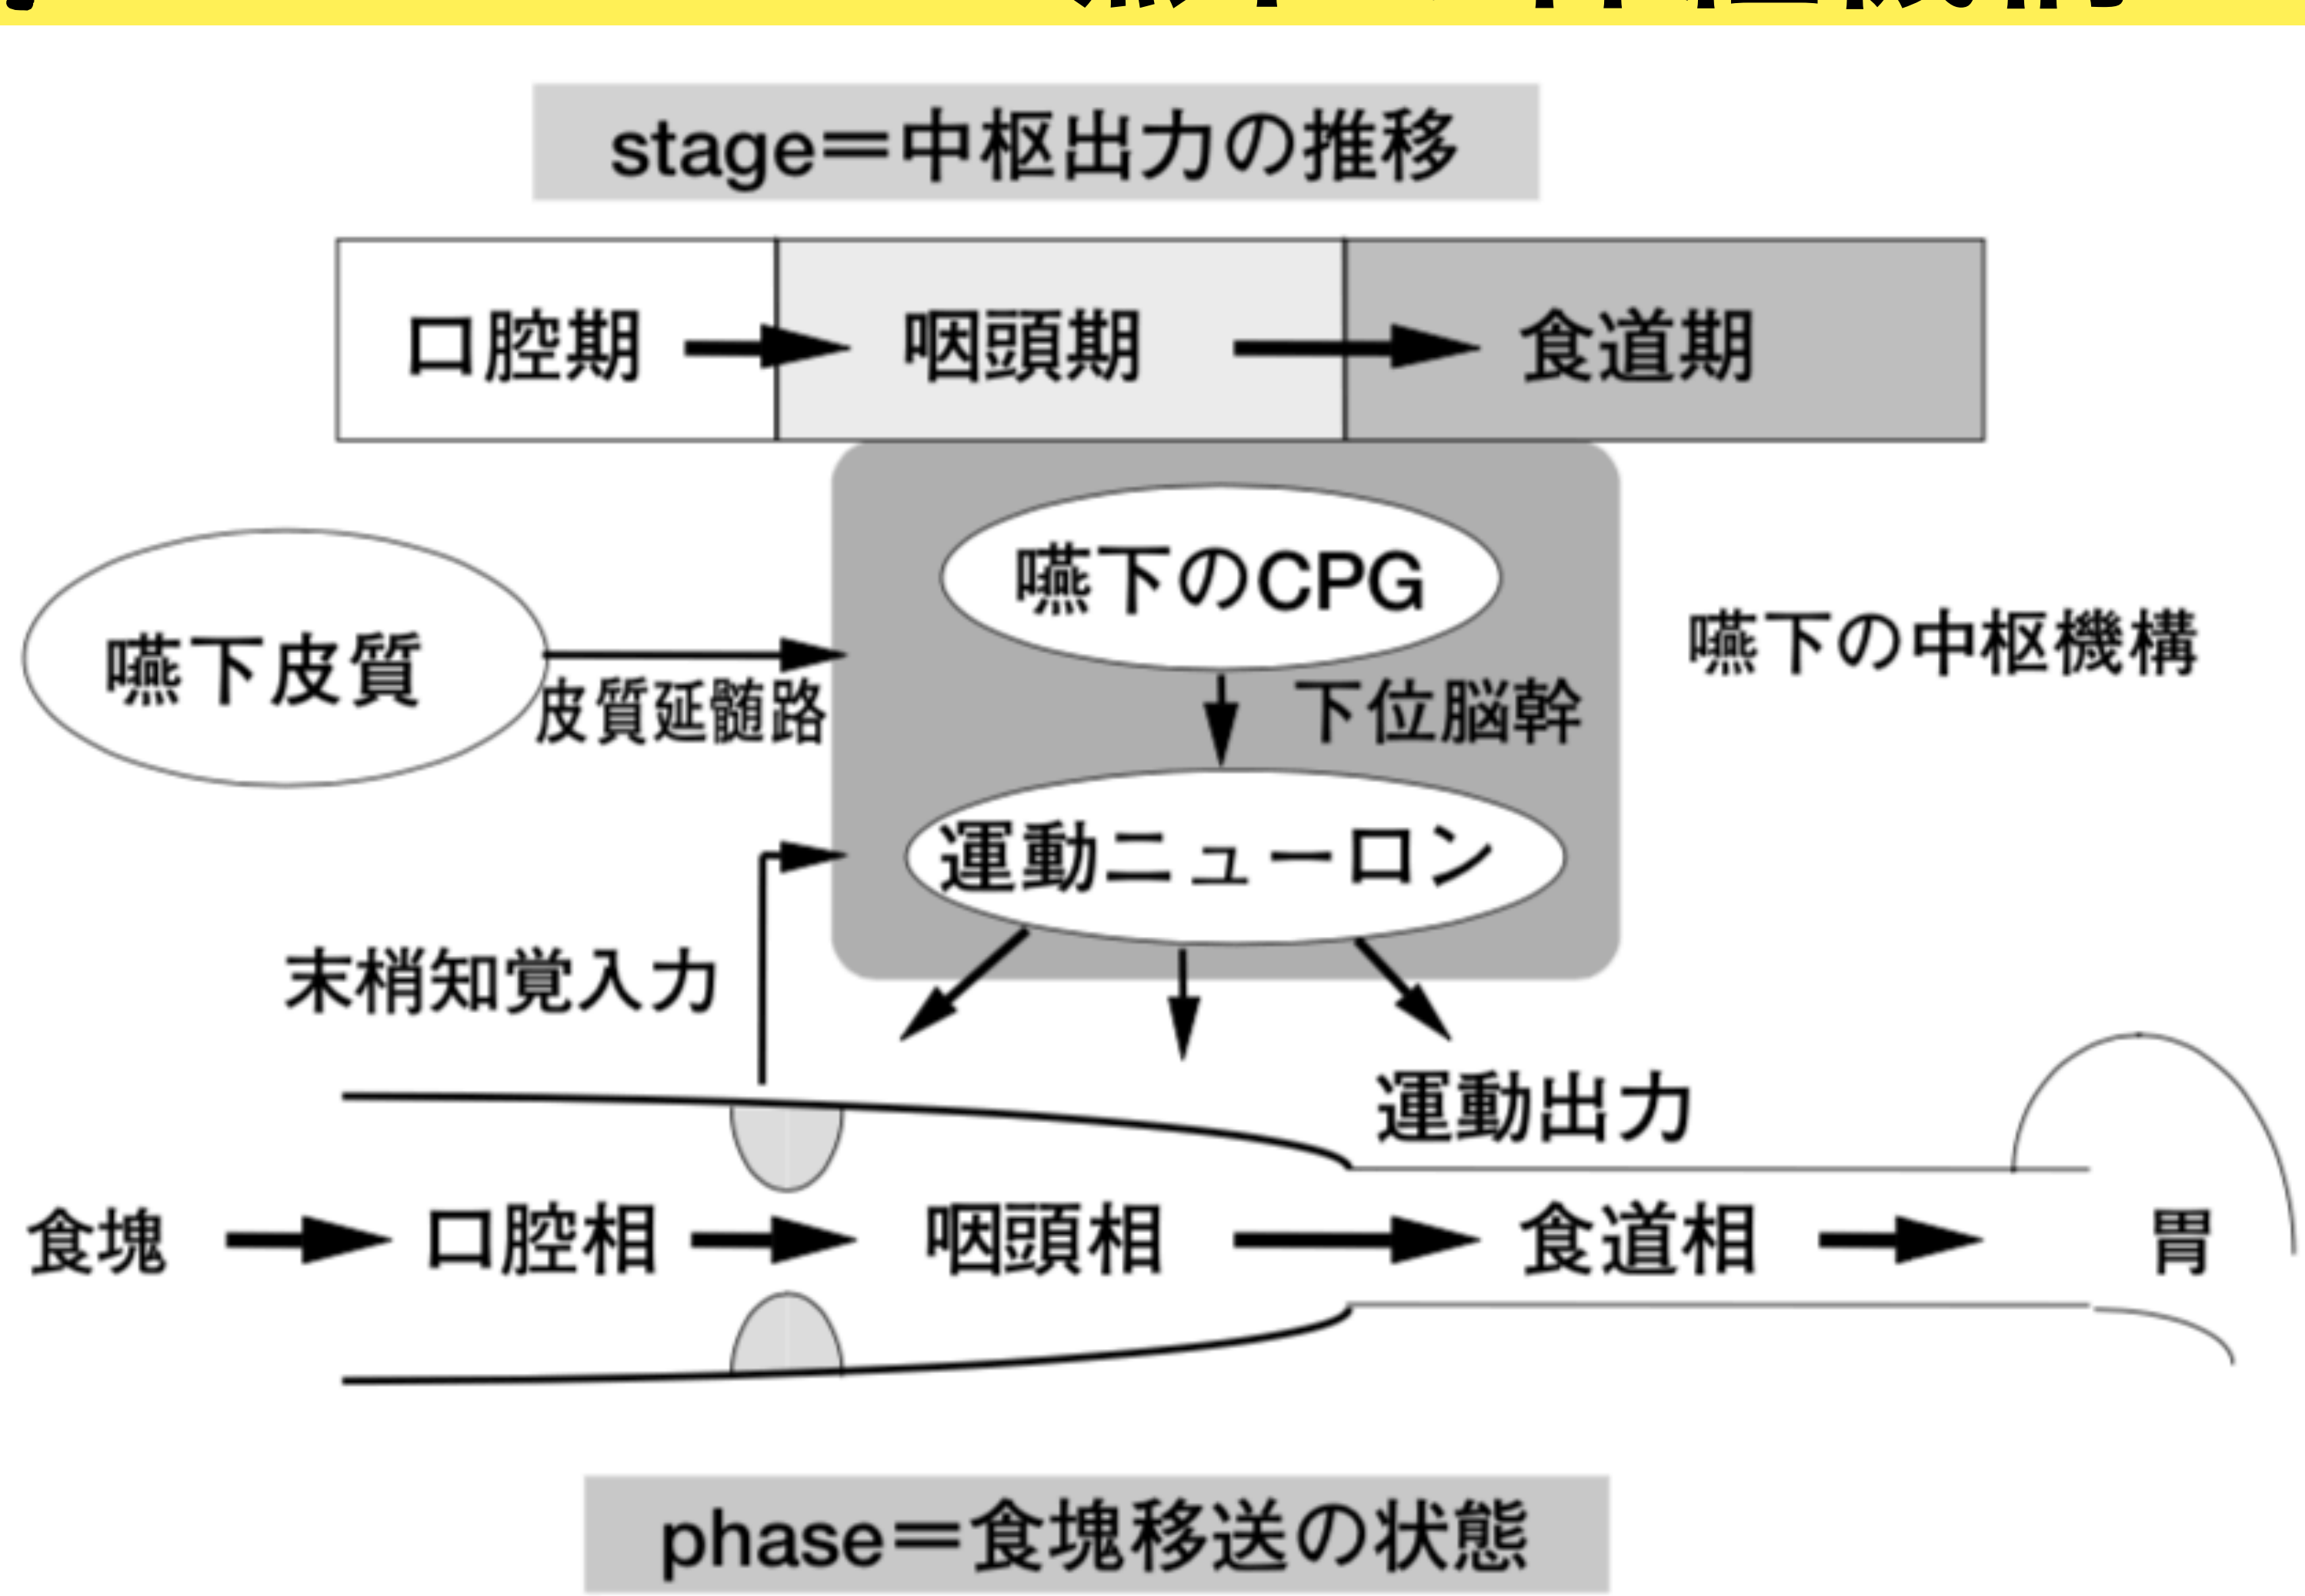 stage＝中枢出力の推移
口腔期
咽頭期
食道期
嚥下のCPG
嚥下皮質
嚥下の中枢機構
皮質延髄路
下位脳幹
運動ニューロン
末梢知覚入力
運動出力
食塊
口腔相
咽頭相
食道相
胃
phase＝食塊移送の状態